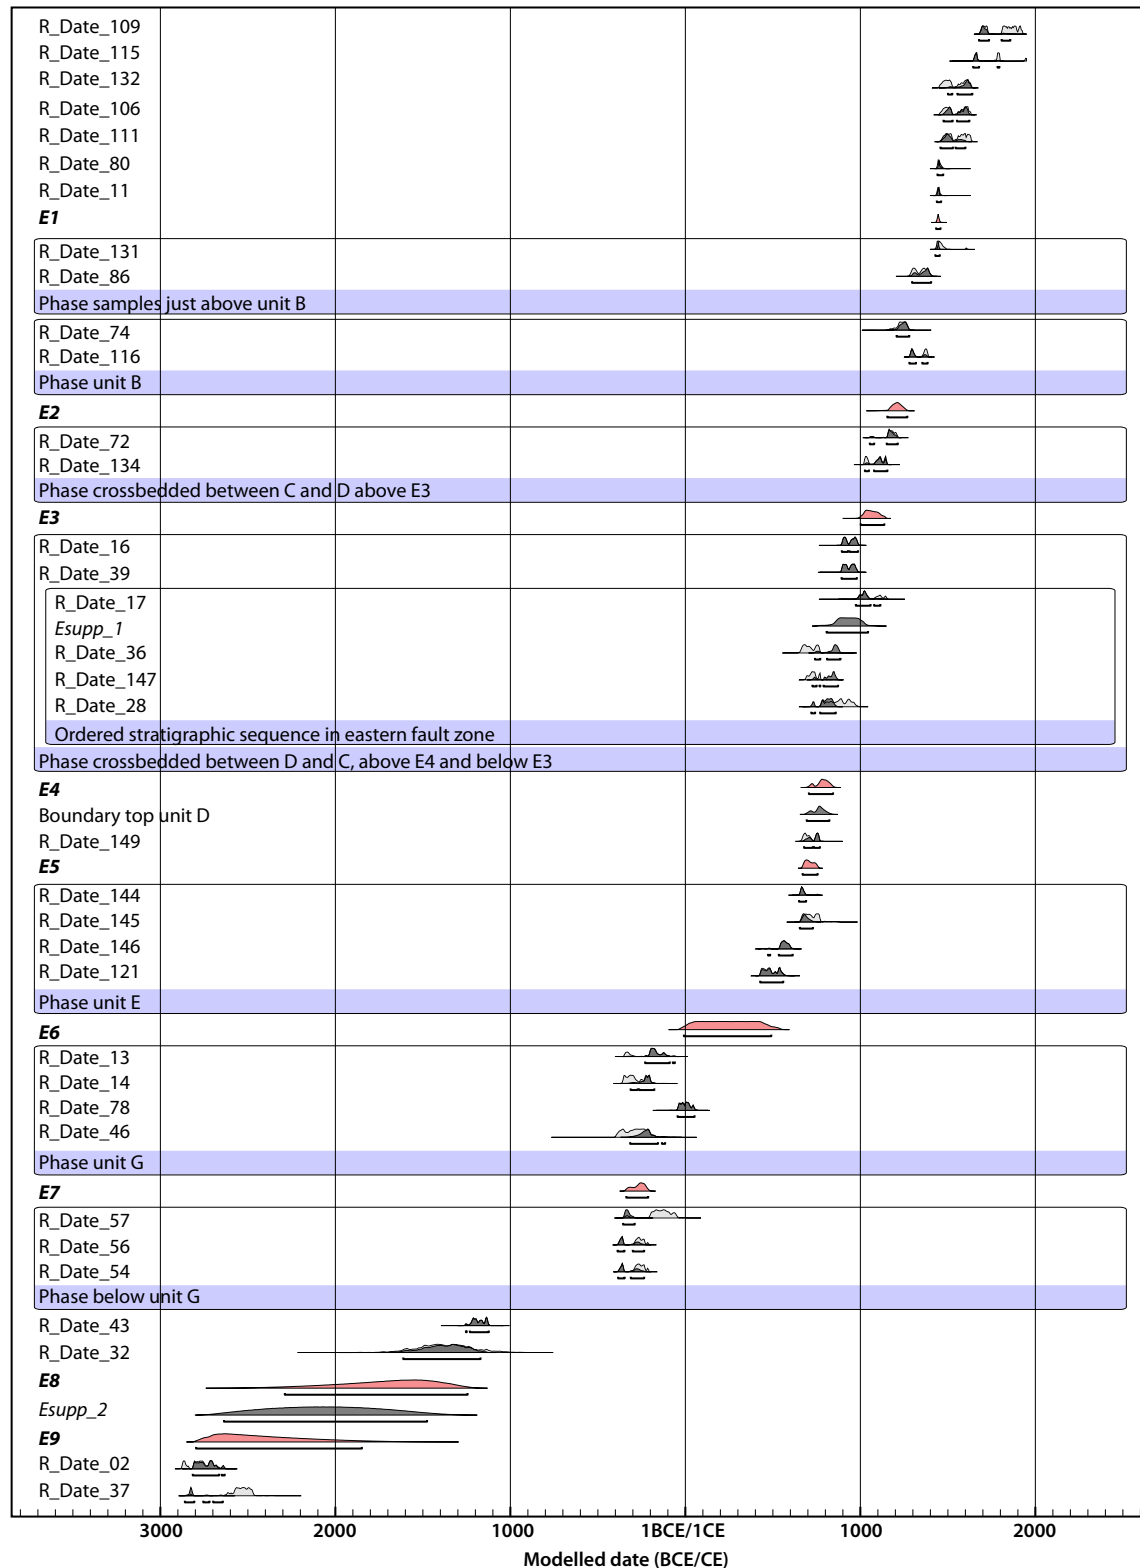 R_Date_109
R_Date_115
R_Date_132
R_Date_106
R_Date_111
R_Date_80
R_Date_11
E1
R_Date_131
R_Date_86
Phase samples just above unit B
R_Date_74
R_Date_116
Phase unit B
E2
R_Date_72
R_Date_134
Phase crossbedded between C and D above E3
E3
R_Date_16
R_Date_39
R_Date_17
Esupp_1
R_Date_36
R_Date_147
R_Date_28
Ordered stratigraphic sequence in eastern fault zone
Phase crossbedded between D and C, above E4 and below E3
E4
Boundary top unit D
R_Date_149
E5
R_Date_144
R_Date_145
R_Date_146
R_Date_121
Phase unit E
E6
R_Date_13
R_Date_14
R_Date_78
R_Date_46
Phase unit G
E7
R_Date_57
R_Date_56
R_Date_54
Phase below unit G
R_Date_43
R_Date_32
E8
Esupp_2
E9
R_Date_02
R_Date_37
3000 2000 1000 1BCE/1CE 1000 2000
Modelled date (BCE/CE)